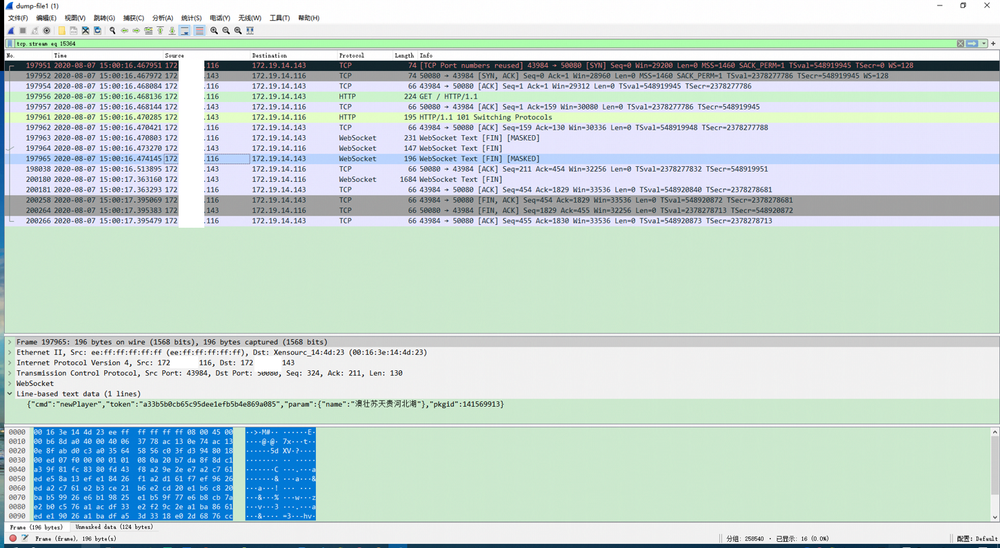 dump-file1 (1)
文件(F) 编辑(E) 视图(V) 跳转(G) 捕获(C) 分析(A) 统计(S) 电话(Y) 无线(W) 工具(T) 帮助(H)
tcp.stream eq 15364
No. Time Source Destination Protocol Length Info
197951 2020-08-07 15:00:16.467951 172 .116 172.19.14.143 TCP 74 [TCP Port numbers reused] 43984 → 50080 [SYN] Seq=0 Win=29200 Len=0 MSS=1460 SACK_PERM=1 TSval=548919945 TSecr=0 WS=128
197952 2020-08-07 15:00:16.467972 172 .143 172.19.14.116 TCP 74 50080 → 43984 [SYN, ACK] Seq=0 Ack=1 Win=28960 Len=0 MSS=1460 SACK_PERM=1 TSval=2378277786 TSecr=548919945 WS=128
197954 2020-08-07 15:00:16.468084 172 .116 172.19.14.143 TCP 66 43984 → 50080 [ACK] Seq=1 Ack=1 Win=29312 Len=0 TSval=548919945 TSecr=2378277786
197956 2020-08-07 15:00:16.468136 172 .116 172.19.14.143 HTTP 224 GET / HTTP/1.1
197957 2020-08-07 15:00:16.468144 172 .143 172.19.14.116 TCP 66 50080 → 43984 [ACK] Seq=1 Ack=159 Win=30080 Len=0 TSval=2378277786 TSecr=548919945
197961 2020-08-07 15:00:16.470285 172 .143 172.19.14.116 HTTP 195 HTTP/1.1 101 Switching Protocols
197962 2020-08-07 15:00:16.470421 172 .116 172.19.14.143 TCP 66 43984 → 50080 [ACK] Seq=159 Ack=130 Win=30336 Len=0 TSval=548919948 TSecr=2378277788
197963 2020-08-07 15:00:16.470803 172 .116 172.19.14.143 WebSocket 231 WebSocket Text [FIN] [MASKED]
197964 2020-08-07 15:00:16.473270 172 .143 172.19.14.116 WebSocket 147 WebSocket Text [FIN]
197965 2020-08-07 15:00:16.474145 172 .116 172.19.14.143 WebSocket 196 WebSocket Text [FIN] [MASKED]
198038 2020-08-07 15:00:16.513895 172 .143 172.19.14.116 TCP 66 50080 → 43984 [ACK] Seq=211 Ack=454 Win=32256 Len=0 TSval=2378277832 TSecr=548919951
200180 2020-08-07 15:00:17.363160 172 .143 172.19.14.116 WebSocket 1684 WebSocket Text [FIN]
200181 2020-08-07 15:00:17.363293 172 .116 172.19.14.143 TCP 66 43984 → 50080 [ACK] Seq=454 Ack=1829 Win=33536 Len=0 TSval=548920840 TSecr=2378278681
200258 2020-08-07 15:00:17.395069 172 .116 172.19.14.143 TCP 66 43984 → 50080 [FIN, ACK] Seq=454 Ack=1829 Win=33536 Len=0 TSval=548920872 TSecr=2378278681
200264 2020-08-07 15:00:17.395383 172 .143 172.19.14.116 TCP 66 50080 → 43984 [FIN, ACK] Seq=1829 Ack=455 Win=32256 Len=0 TSval=2378278713 TSecr=548920872
200266 2020-08-07 15:00:17.395479 172 .116 172.19.14.143 TCP 66 43984 → 50080 [ACK] Seq=455 Ack=1830 Win=33536 Len=0 TSval=548920873 TSecr=2378278713
Frame 197965: 196 bytes on wire (1568 bits), 196 bytes captured (1568 bits)
Ethernet II, Src: ee:ff:ff:ff:ff:ff (ee:ff:ff:ff:ff:ff), Dst: Xensourc_14:4d:23 (00:16:3e:14:4d:23)
Internet Protocol Version 4, Src: 172 116, Dst: 172 143
Transmission Control Protocol, Src Port: 43984, Dst Port: 50080, Seq: 324, Ack: 211, Len: 130
WebSocket
Line-based text data (1 lines)
{"cmd":"newPlayer","token":"a33b5b0cb65c95dee1efb5b4e869a085","param":{"name":"澳壮苏天贵河北湖"},"pkgid":141569913}
0000 00 16 3e 14 4d 23 ee ff ff ff ff ff 08 00 45 00 ··>·M#·· ······E·
0010 00 b6 8d a0 40 00 40 06 37 78 ac 13 0e 74 ac 13 ····@·@· 7x···t··
0020 0e 8f ab d0 c3 a0 35 64 58 56 c0 3f d3 94 80 18 ······5d XV·?····
0030 00 ed 07 f0 00 00 01 01 08 0a 20 b7 da 8f 8d c1 ········ ·· ·····
0040 a3 9f 81 fc 83 80 fd 43 f8 a2 9e 2e e7 a2 c7 61 ·······C ···.···a
0050 ed e5 8a 13 ef e1 84 26 f1 a2 d1 61 f7 ef 96 26 ·······& ···a···&
0060 ed a2 c7 61 e2 b3 ce 21 b6 e2 cd 20 e1 b6 c8 20 ···a···! ··· ···
0070 ba b5 99 26 e6 b1 98 25 e1 b5 9f 77 e6 b8 cb 7a ···&···% ···w···z
0080 e2 b0 c5 76 a1 ac df 33 e2 f2 9c 2e a1 ba 86 61 ···v···3 ···.···a
0090 ed e1 90 26 a1 ba df a5 3d 33 18 e0 2d 68 76 cc ···&···· =3··-hv·
Frame (196 bytes) Unmasked data (124 bytes)
Frame (frame), 196 byte(s) 分组: 258540 · 已显示: 16 (0.0%) 配置: Default